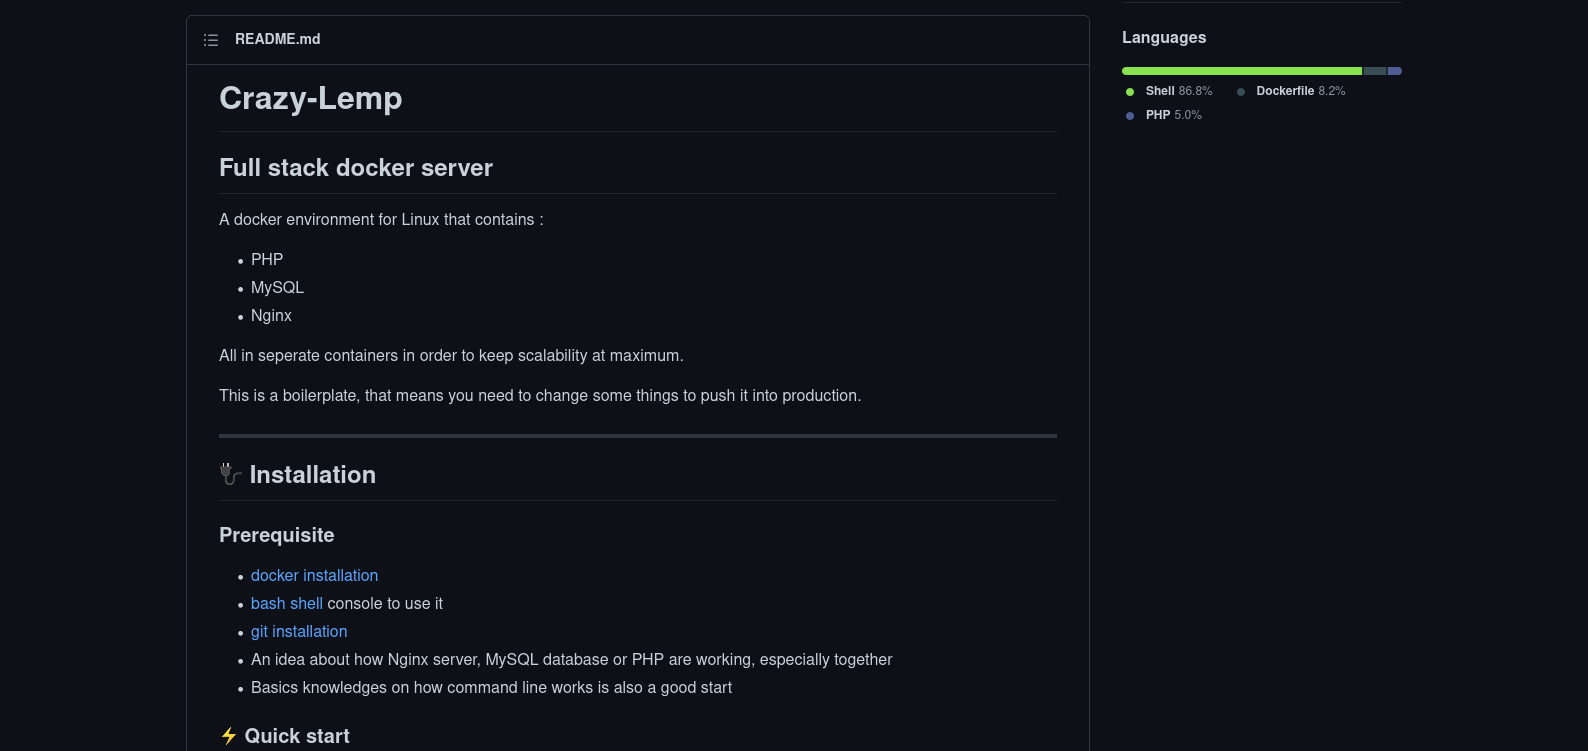 README.md
Crazy-Lemp
Full stack docker server
A docker environment for Linux that contains :
PHP
MySQL
Nginx
All in seperate containers in order to keep scalability at maximum.
This is a boilerplate, that means you need to change some things to push it into production.
Installation
Prerequisite
docker installation
bash shell console to use it
git installation
An idea about how Nginx server, MySQL database or PHP are working, especially together
Basics knowledges on how command line works is also a good start
⚡ Quick start
Languages
Shell 86.8% Dockerfile 8.2%
PHP 5.0%